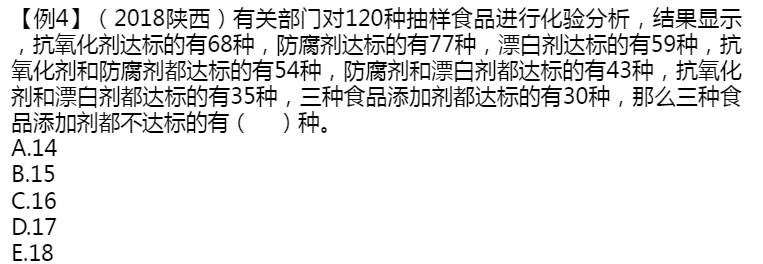 【例4】（2018陕西）有关部门对120种抽样食品进行化验分析，结果显示
，抗氧化剂达标的有68种，防腐剂达标的有77种，漂白剂达标的有59种，抗
氧化剂和防腐剂都达标的有54种，防腐剂和漂白剂都达标的有43种，抗氧化
剂和漂白剂都达标的有35种，三种食品添加剂都达标的有30种，那么三种食
品添加剂都不达标的有（　）种。
A.14
B.15
C.16
D.17
E.18